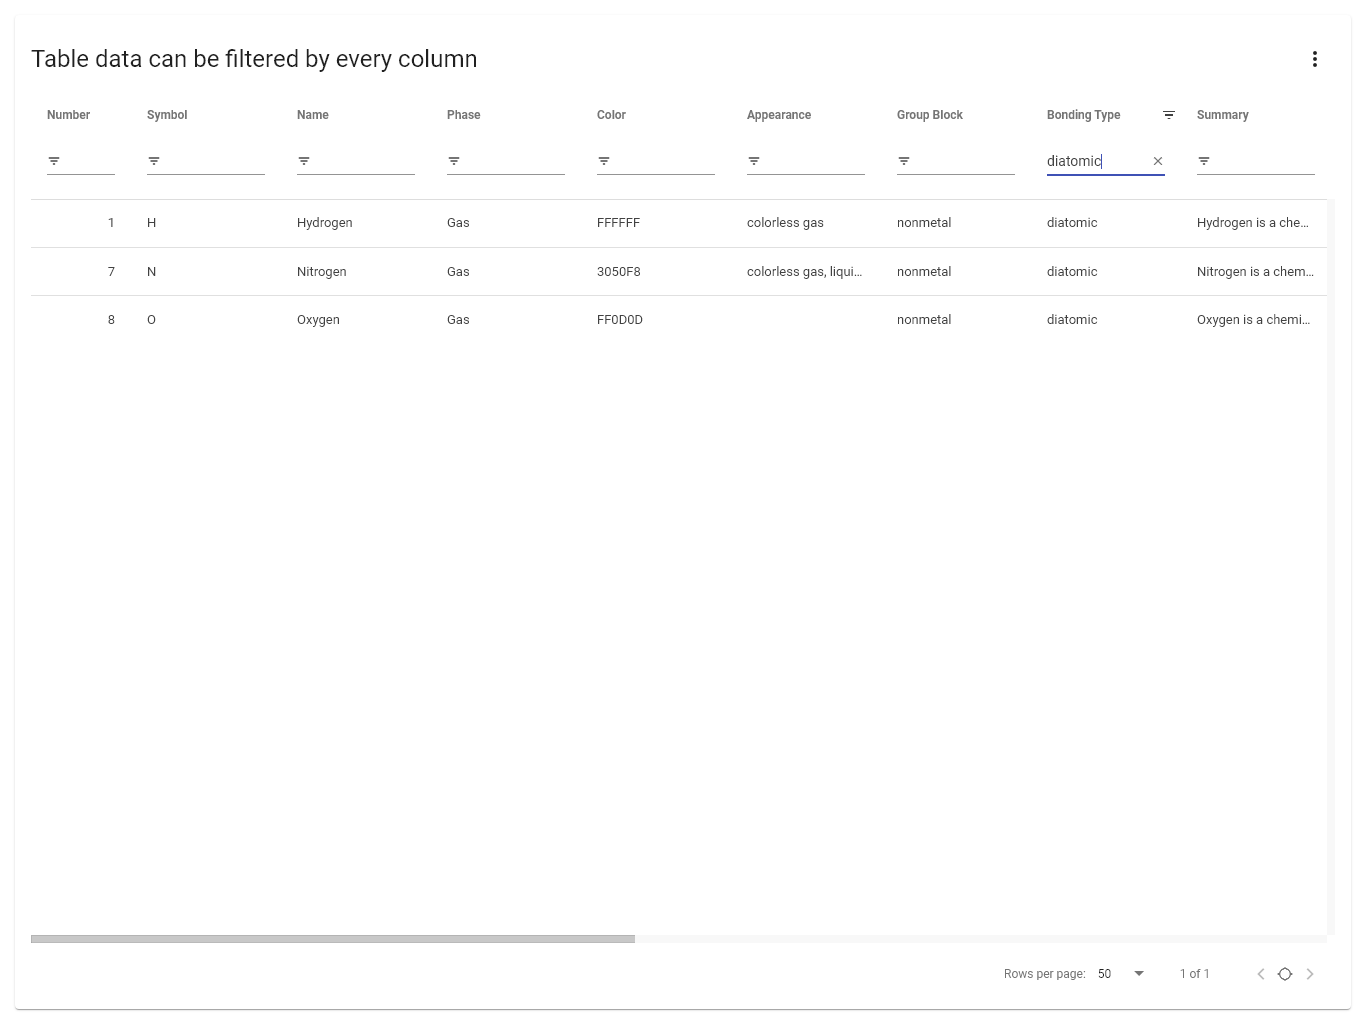 Table data can be filtered by every column
Number Symbol Name Phase Color Appearance Group Block Bonding Type Summary
diatomic
1 H Hydrogen Gas FFFFFF colorless gas nonmetal diatomic Hydrogen is a che…
7 N Nitrogen Gas 3050F8 colorless gas, liqui… nonmetal diatomic Nitrogen is a chem…
8 O Oxygen Gas FF0D0D nonmetal diatomic Oxygen is a chemi…
Rows per page: 50 1 of 1